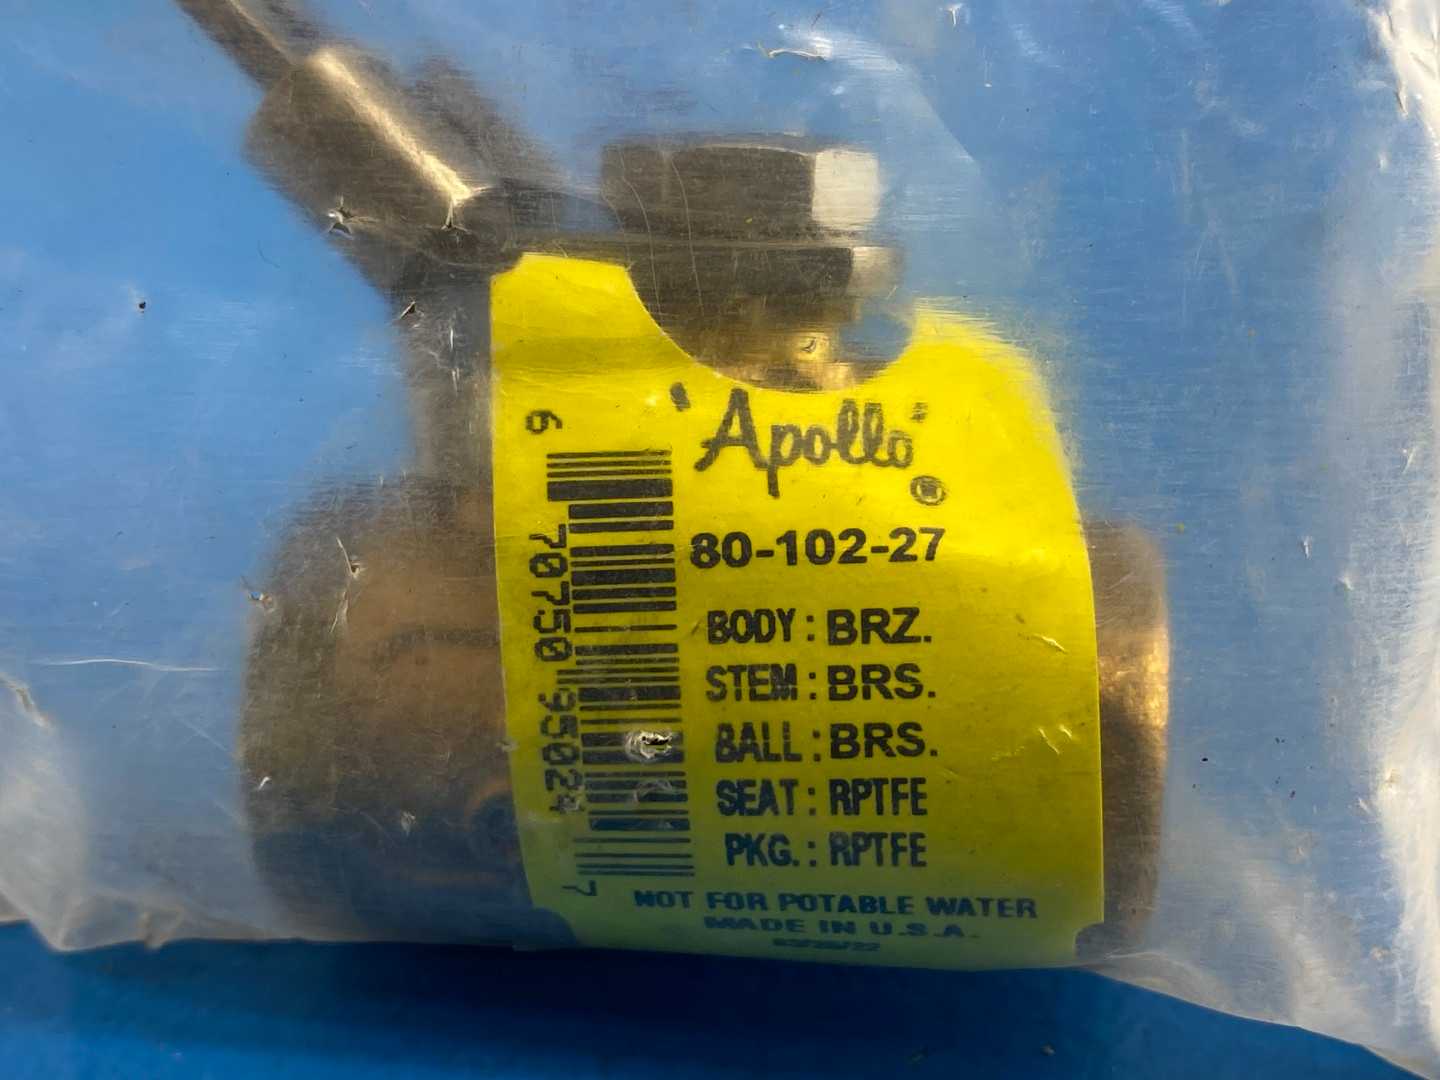 'Apollo'®
80-102-27
BODY : BRZ.
STEM : BRS.
BALL : BRS.
SEAT : RPTFE
PKG. : RPTFE
NOT FOR POTABLE WATER
MADE IN U.S.A.
6 70750 95024 7